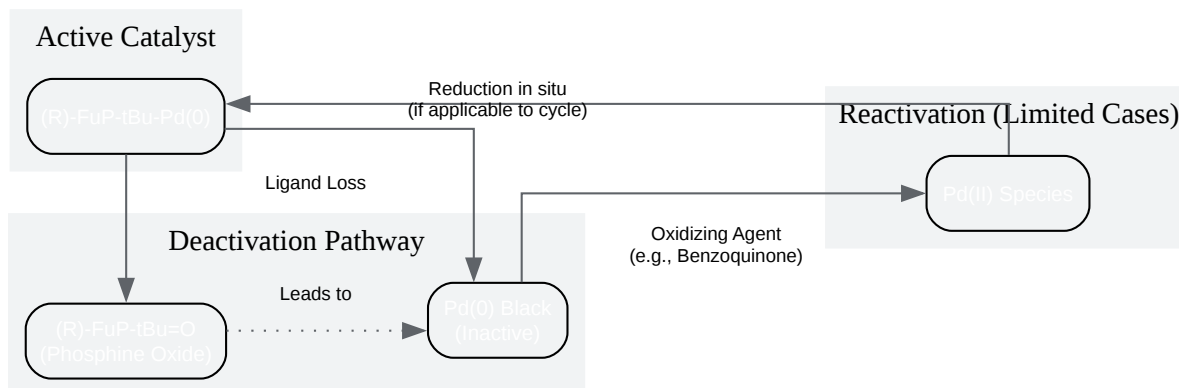 Active Catalyst
(R)-FuP-tBu-Pd(0)
Reduction in situ
(if applicable to cycle)
Reactivation (Limited Cases)
Pd(II) Species
Ligand Loss
Deactivation Pathway
Oxidizing Agent
(e.g., Benzoquinone)
Leads to
(R)-FuP-tBu=O
(Phosphine Oxide)
Pd(0) Black
(Inactive)